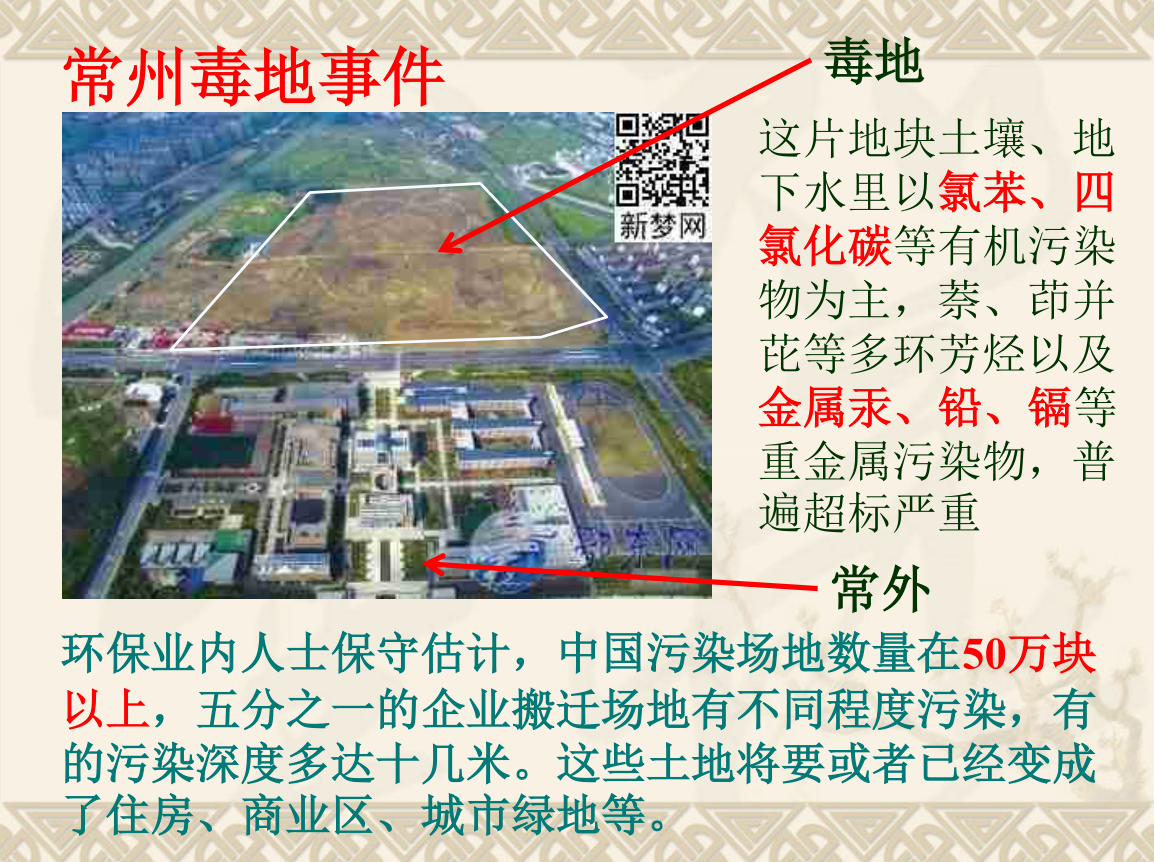 常州毒地事件
毒地
新梦网
这片地块土壤、地
下水里以氯苯、四
氯化碳等有机污染
物为主，萘、茚并
芘等多环芳烃以及
金属汞、铅、镉等
重金属污染物，普
遍超标严重
常外
环保业内人士保守估计，中国污染场地数量在50万块
以上，五分之一的企业搬迁场地有不同程度污染，有
的污染深度多达十几米。这些土地将要或者已经变成
了住房、商业区、城市绿地等。